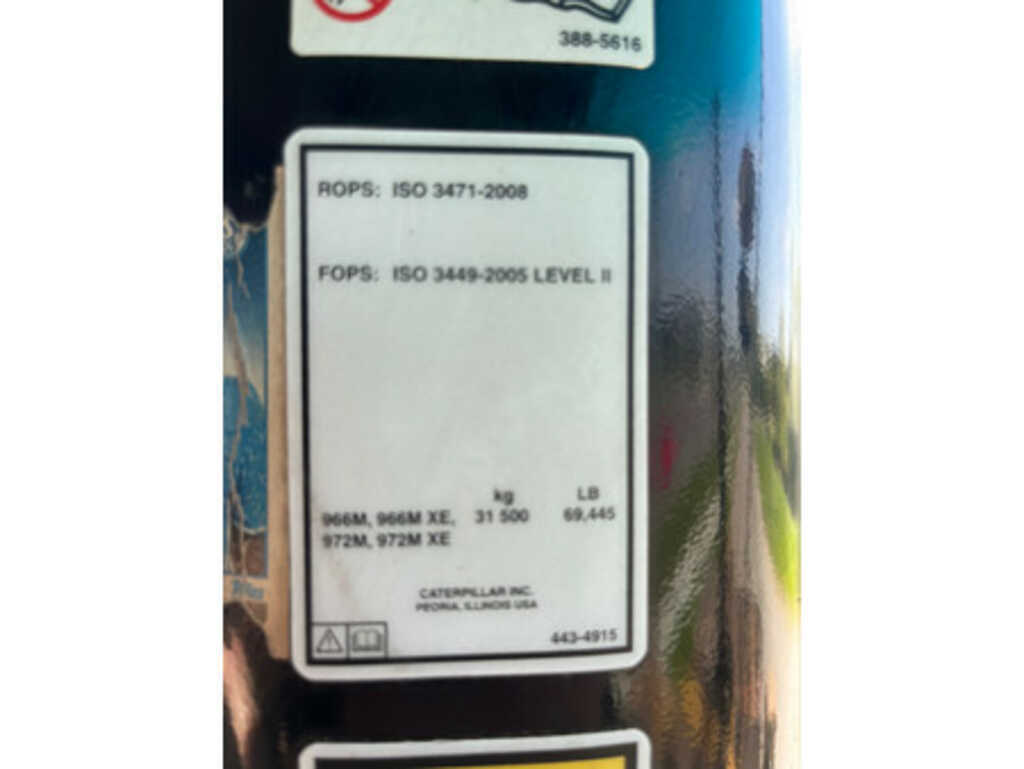 388-5616
ROPS: ISO 3471-2008
FOPS: ISO 3449-2005 LEVEL II
kg LB
966M, 966M XE, 31 500 69,445
972M, 972M XE
CATERPILLAR INC.
PEORIA, ILLINOIS USA
443-4915